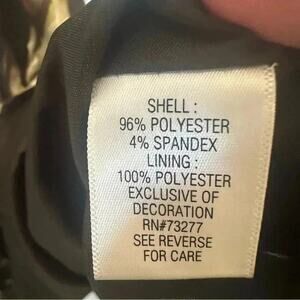 SHELL :
96% POLYESTER
4% SPANDEX
LINING :
100% POLYESTER
EXCLUSIVE OF
DECORATION
RN#73277
SEE REVERSE
FOR CARE